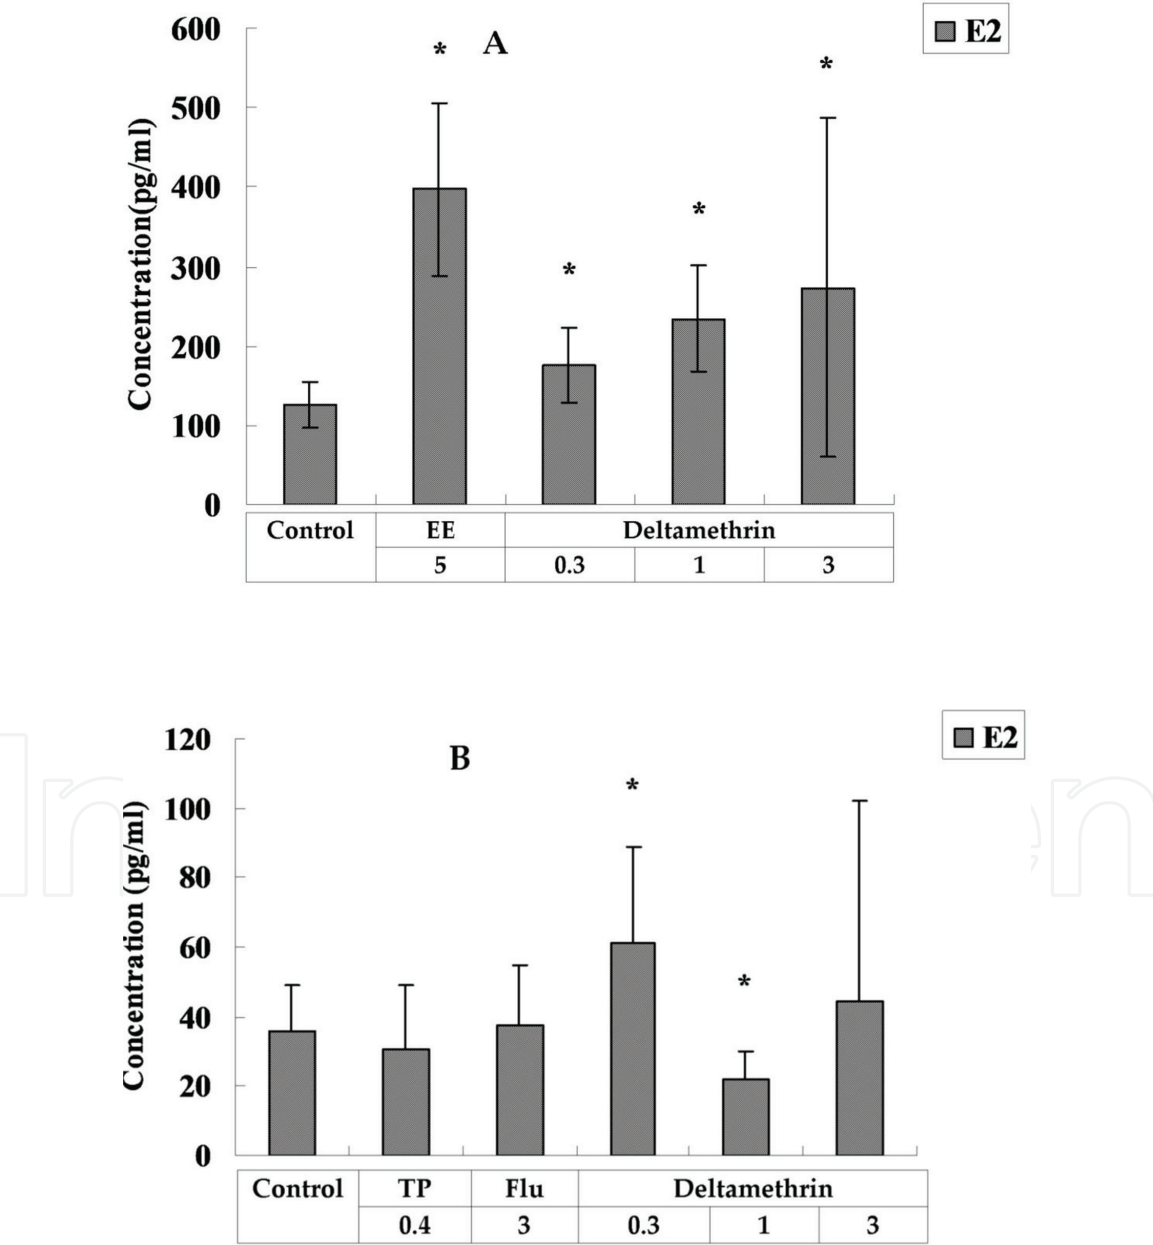 A
E2
600
500
400
300
200
100
0
Concentration(pg/ml)
*
*
*
*
Control EE Deltamethrin
5 0.3 1 3
B
E2
120
100
80
60
40
20
0
Concentration (pg/ml)
*
*
Control TP Flu Deltamethrin
0.4 3 0.3 1 3